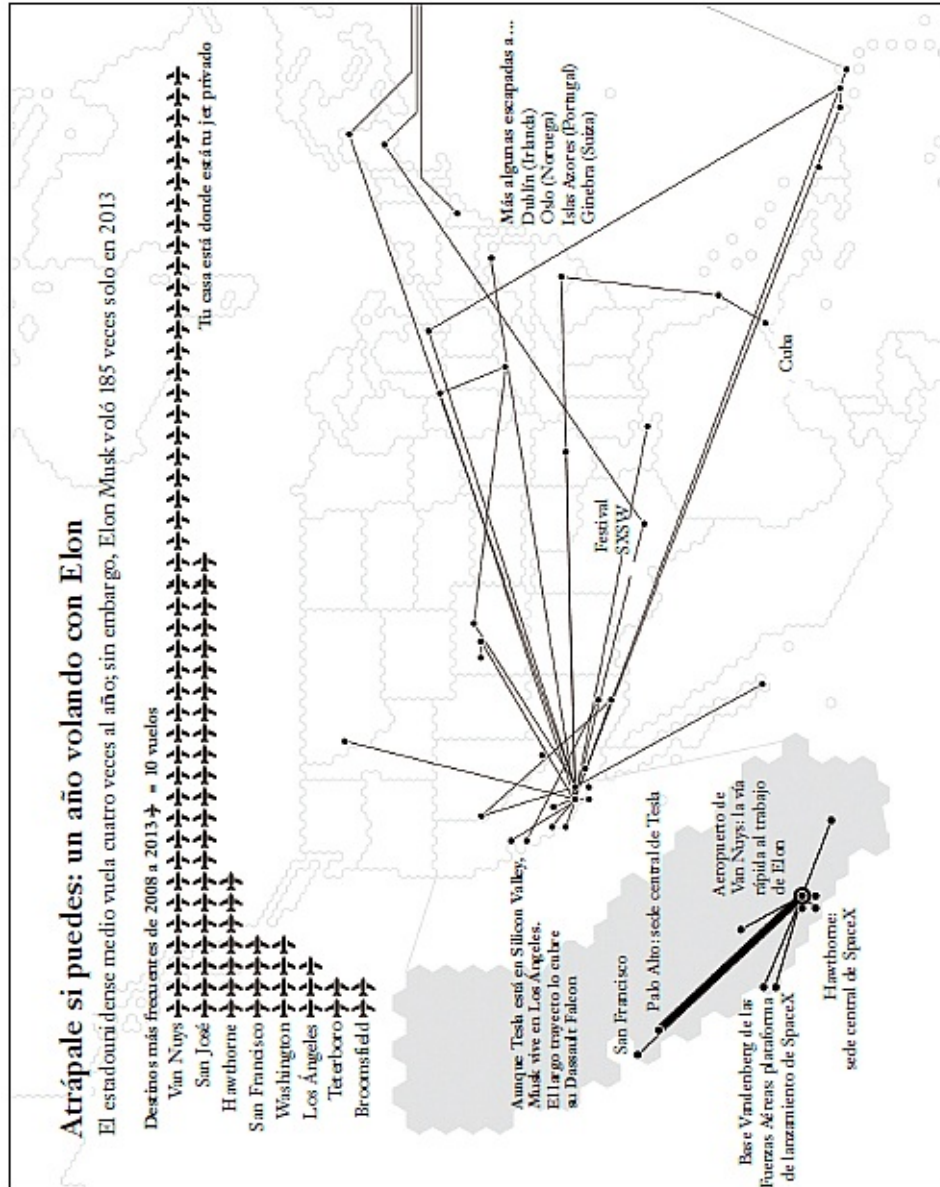 Atrápale si puedes: un año volando con Elon
El estadounidense medio vuela cuatro veces al año; sin embargo, Elon Musk voló 185 veces solo en 2013
Destinos más frecuentes de 2008 a 2013 = 10 vuelos
Van Nuys
San José
Hawthorne
San Francisco
Washington
Los Ángeles
Teterboro
Broomsfield
Tu casa está donde está tu jet privado
Más algunas escapadas a...
Dublín (Irlanda)
Oslo (Noruega)
Islas Azores (Portugal)
Ginebra (Suiza)
Aunque Tesla está en Silicon Valley,
Musk vive en Los Ángeles.
El largo trayecto lo cubre
su Dassault Falcon
Festival
SXSW
Cuba
San Francisco
Palo Alto: sede central de Tesla
Aeropuerto de
Van Nuys: la vía
rápida al trabajo
de Elon
Base Vandenberg de las
Fuerzas Aéreas: plataforma
de lanzamiento de SpaceX
Hawthorne:
sede central de SpaceX